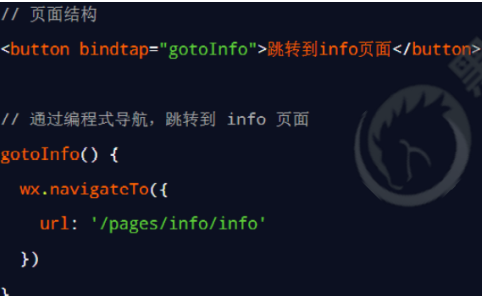 // 页面结构
<button bindtap="gotoInfo">跳转到info页面</button>
// 通过编程式导航，跳转到 info 页面
gotoInfo() {
wx.navigateTo({
url: '/pages/info/info'
})
}